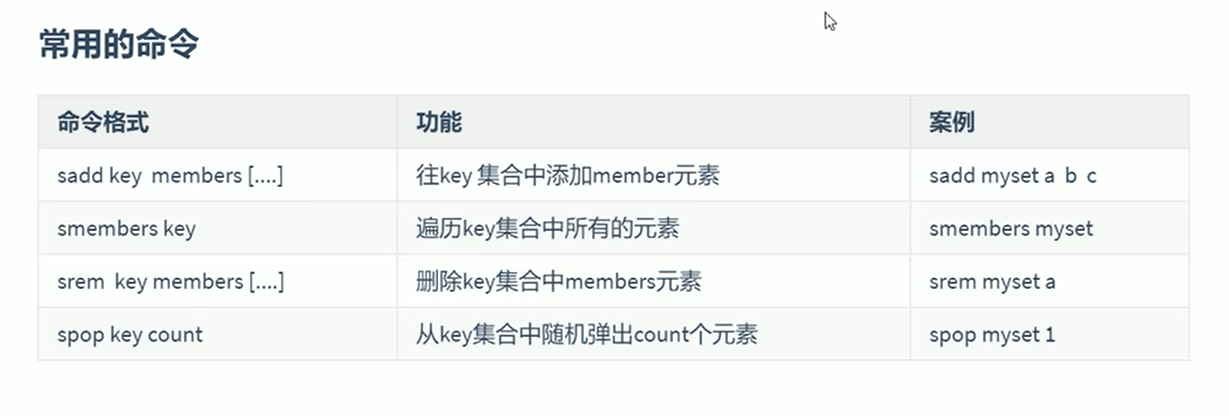 常用的命令
命令格式 功能 案例
sadd key  members [....] 往key 集合中添加member元素 sadd myset a  b  c
smembers key 遍历key集合中所有的元素 smembers myset
srem  key members [....] 删除key集合中members元素 srem myset a
spop key count 从key集合中随机弹出count个元素 spop myset 1